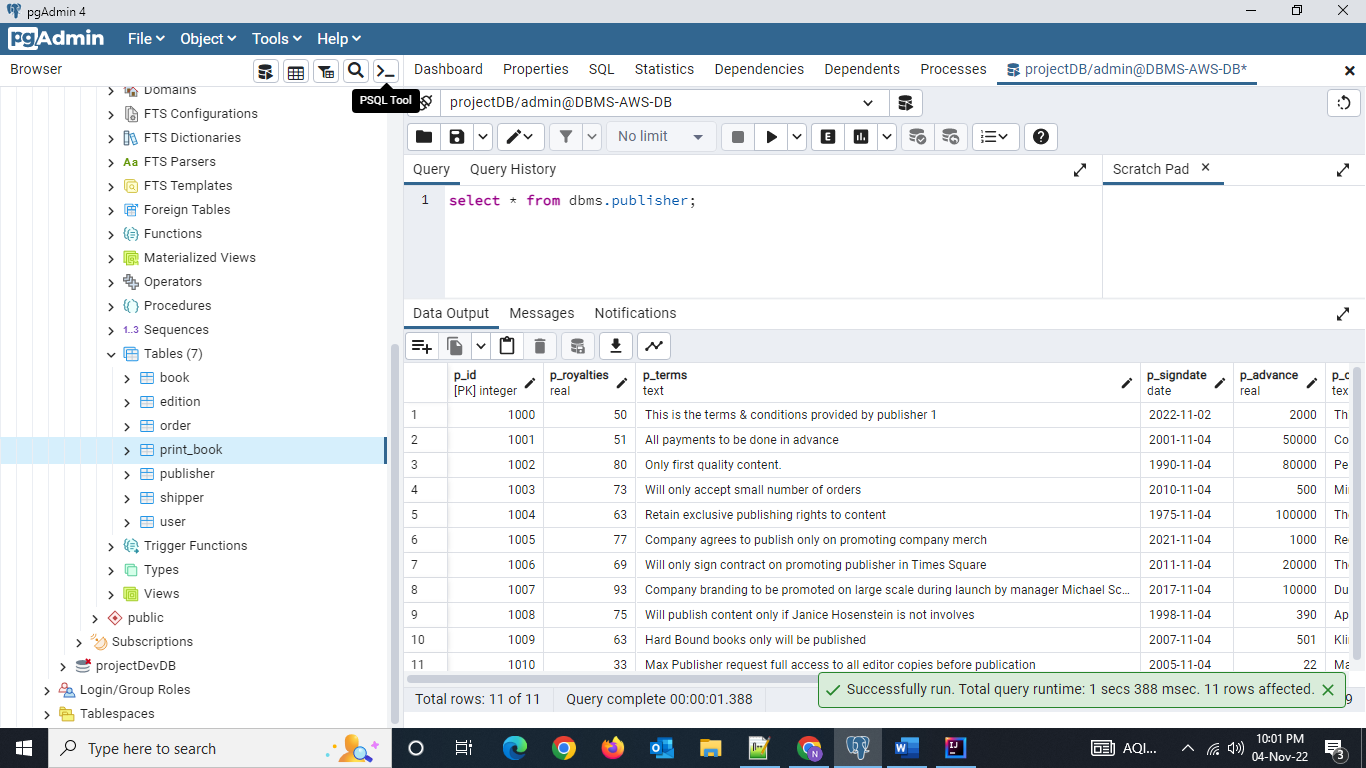 pgAdmin 4
pgAdmin File Object Tools Help
Browser
Dashboard Properties SQL Statistics Dependencies Dependents Processes projectDB/admin@DBMS-AWS-DB*
PSQL Tool
Domains
FTS Configurations
FTS Dictionaries
Aa FTS Parsers
FTS Templates
Foreign Tables
Functions
Materialized Views
Operators
Procedures
1..3 Sequences
Tables (7)
book
edition
order
print_book
publisher
shipper
user
Trigger Functions
Types
Views
public
Subscriptions
projectDevDB
Login/Group Roles
Tablespaces
projectDB/admin@DBMS-AWS-DB
No limit
E
Query Query History
Scratch Pad
1 select * from dbms.publisher;
Data Output Messages Notifications
p_id p_royalties p_terms p_signdate p_advance
[PK] integer real text date real
1 1000 50 This is the terms & conditions provided by publisher 1 2022-11-02 2000 Th
2 1001 51 All payments to be done in advance 2001-11-04 50000 Co
3 1002 80 Only first quality content. 1990-11-04 80000 Pe
4 1003 73 Will only accept small number of orders 2010-11-04 500 Mi
5 1004 63 Retain exclusive publishing rights to content 1975-11-04 100000 Th
6 1005 77 Company agrees to publish only on promoting company merch 2021-11-04 1000 Re
7 1006 69 Will only sign contract on promoting publisher in Times Square 2011-11-04 20000 Th
8 1007 93 Company branding to be promoted on large scale during launch by manager Michael Sc... 2017-11-04 10000 Du
9 1008 75 Will publish content only if Janice Hosenstein is not involves 1998-11-04 390 Ap
10 1009 63 Hard Bound books only will be published 2007-11-04 501 Kli
11 1010 33 Max Publisher request full access to all editor copies before publication 2005-11-04 22 Ma
Successfully run. Total query runtime: 1 secs 388 msec. 11 rows affected.
Total rows: 11 of 11 Query complete 00:00:01.388
Type here to search
AQI...
10:01 PM
04-Nov-22
3